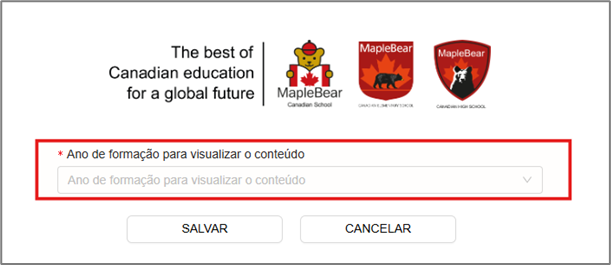 The best of
Canadian education
for a global future
MapleBear
Canadian School
MapleBear
CANADIAN ELEMENTARY SCHOOL
MapleBear
CANADIAN HIGH SCHOOL
* Ano de formação para visualizar o conteúdo
Ano de formação para visualizar o conteúdo
SALVAR
CANCELAR